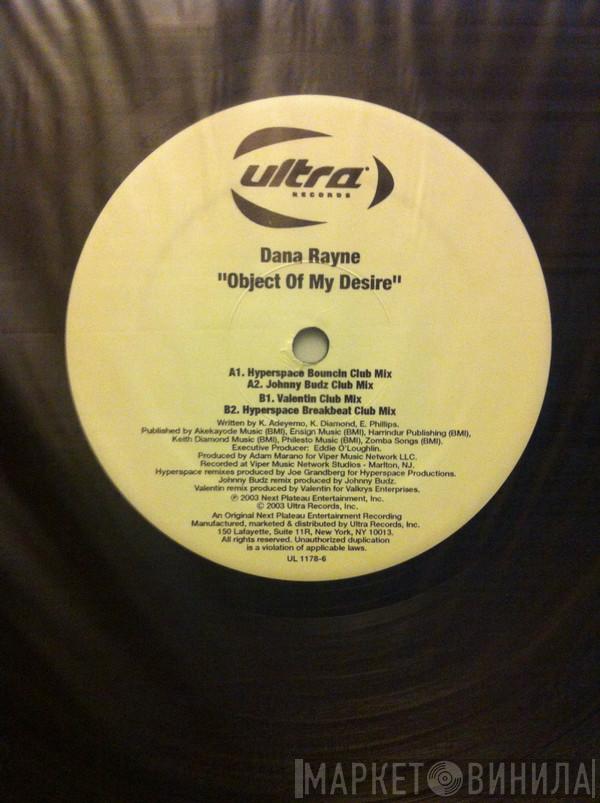 ultra
RECORDS
Dana Rayne
"Object Of My Desire"
A1. Hyperspace Bouncin Club Mix
A2. Johnny Budz Club Mix
B1. Valentin Club Mix
B2. Hyperspace Breakbeat Club Mix
Written by K. Adeyemo, K. Diamond, E. Phillips.
Published by Akekayode Music (BMI), Ensign Music (BMI), Harrindur Publishing (BMI),
Keith Diamond Music (BMI), Philesto Music (BMI), Zomba Songs (BMI).
Executive Producer: Eddie O'Loughlin.
Produced by Adam Marano for Viper Music Network LLC.
Recorded at Viper Music Network Studios - Marlton, NJ.
Hyperspace remixes produced by Joe Grandberg for Hyperspace Productions.
Johnny Budz remix produced by Johnny Budz.
Valentin remix produced by Valentin for Valkrys Enterprises.
℗ 2003 Next Plateau Entertainment, Inc.
© 2003 Ultra Records, Inc.
An Original Next Plateau Entertainment Recording
Manufactured, marketed & distributed by Ultra Records, Inc.
150 Lafayette, Suite 11R, New York, NY 10013.
All rights reserved. Unauthorized duplication
is a violation of applicable laws.
UL 1178-6
МАРКЕТ ВИНИЛА